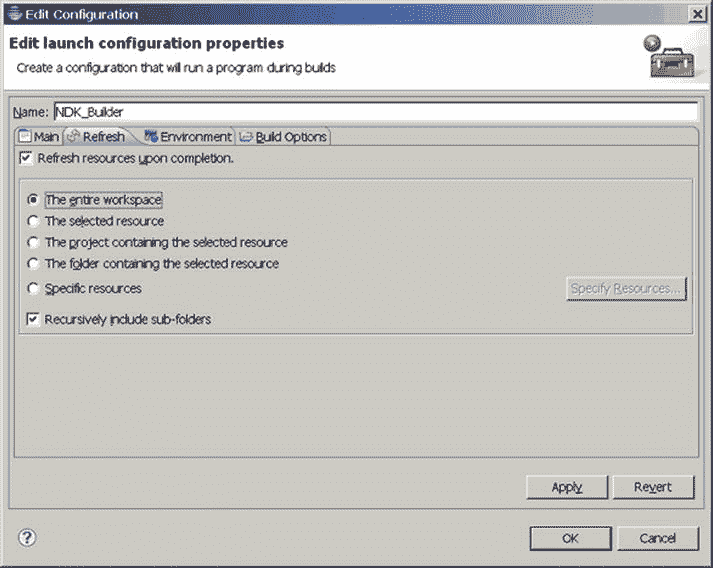 Edit Configuration
Edit launch configuration properties
Create a configuration that will run a program during builds
Name: NDK_Builder
Main Refresh Environment Build Options
Refresh resources upon completion.
The entire workspace
The selected resource
The project containing the selected resource
The folder containing the selected resource
Specific resources Specify Resources...
Recursively include sub-folders
Apply Revert
? OK Cancel